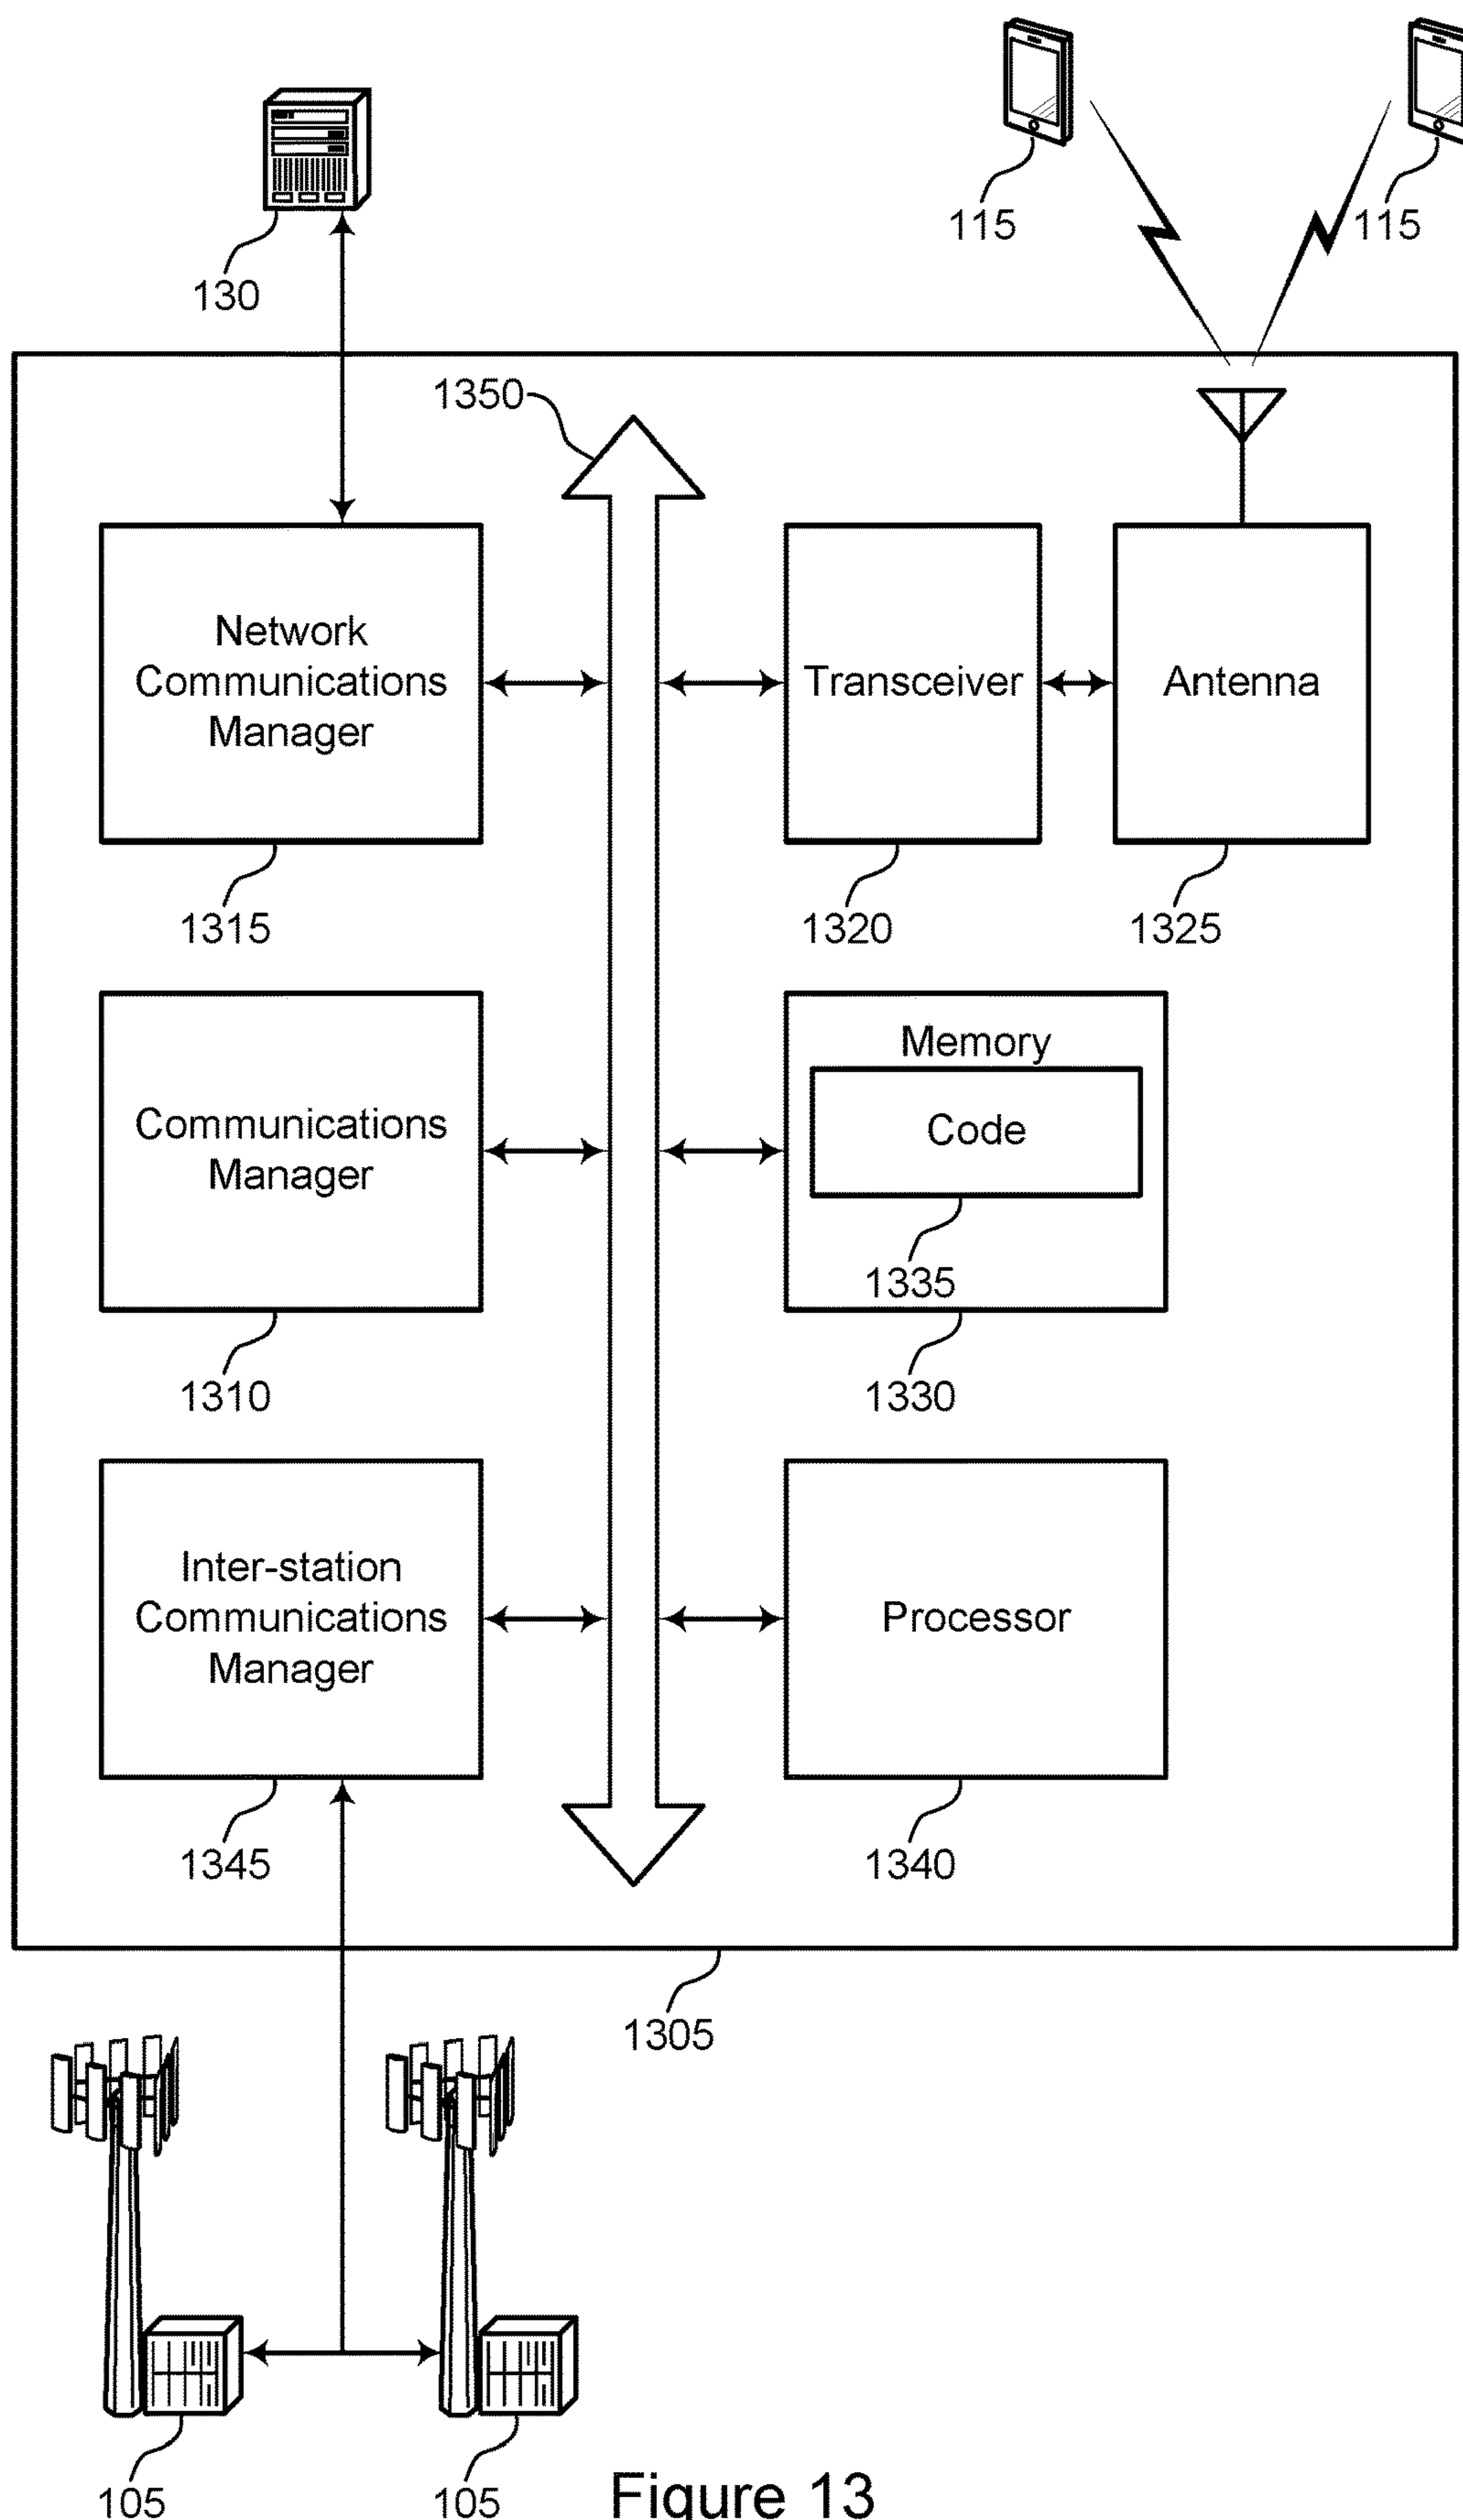 115
115
130
1350
Network
Communications
Manager
Transceiver
Antenna
1315
1320
1325
Communications
Manager
Memory
Code
1335
1310
1330
Inter-station
Communications
Manager
Processor
1345
1340
1305
105
105
Figure 13